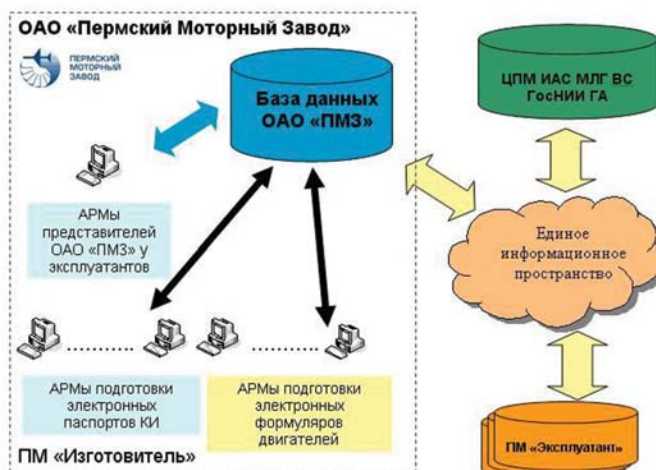 ОАО «Пермский Моторный Завод»
ПЕРМСКИЙ
МОТОРНЫЙ
ЗАВОД
База данных
ОАО «ПМЗ»
ЦПМ ИАС МЛГ ВС
ГосНИИ ГА
АРМы
представителей
ОАО «ПМЗ» у
эксплуатантов
Единое
информационное
пространство
АРМы подготовки
электронных
паспортов КИ
АРМы подготовки
электронных
формуляров
двигателей
ПМ «Изготовитель»
ПМ «Эксплуатант»